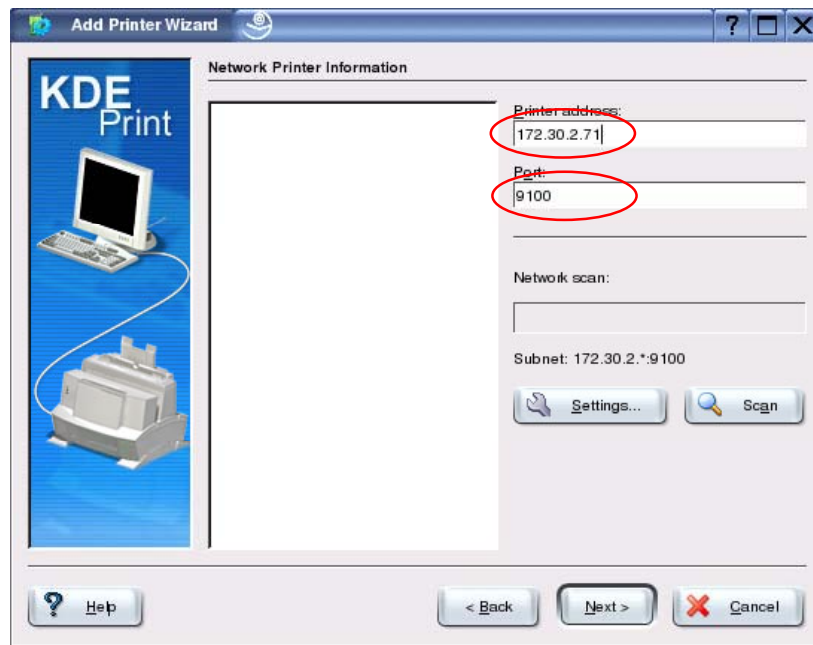 Add Printer Wizard
?
KDE
Print
Network Printer Information
Printer address:
172.30.2.71
Port:
9100
Network scan:
Subnet: 172.30.2.*:9100
Settings...
Scan
? Help
< Back
Next >
Cancel